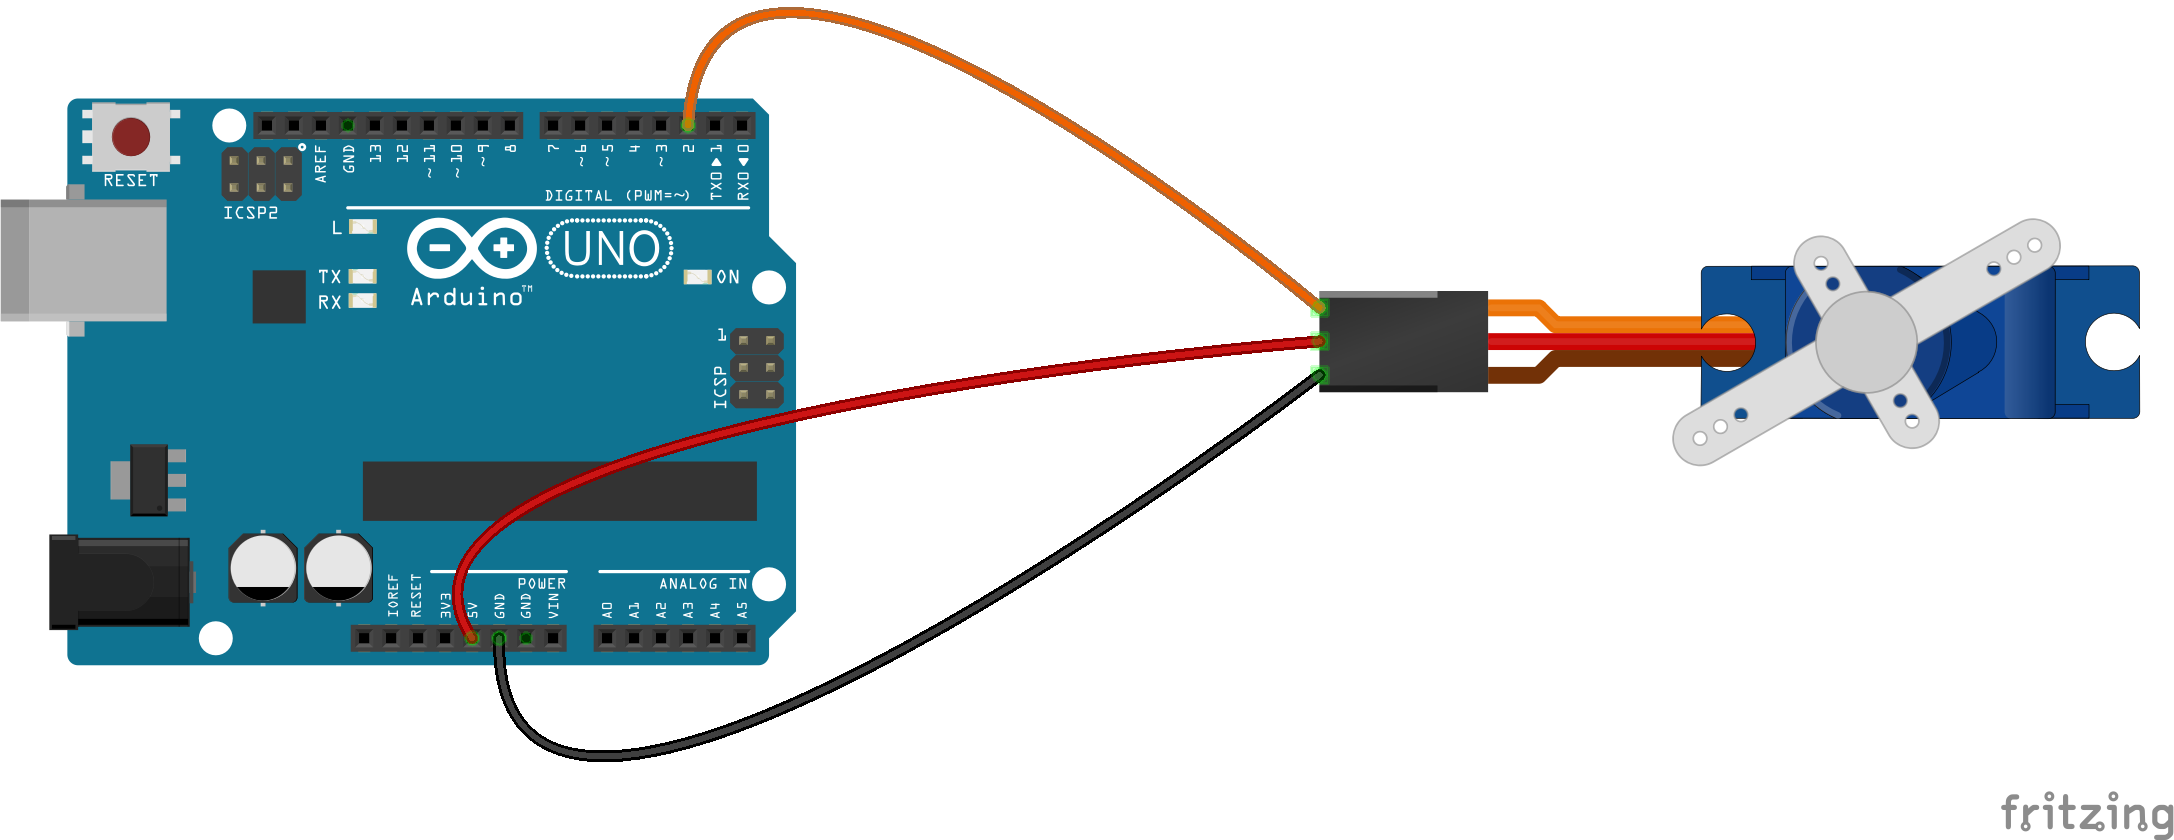 RESET
ICSP2
AREF
GND
13
12
~11
~10
~9
8
7
~6
~5
4
~3
2
TX0▶1
RX0◀0
DIGITAL (PWM=~)
L
TX
RX
UNO
Arduino™
ON
1
ICSP
IOREF
RESET
3V3
5V
GND
GND
VIN
POWER
ANALOG IN
A0
A1
A2
A3
A4
A5
fritzing